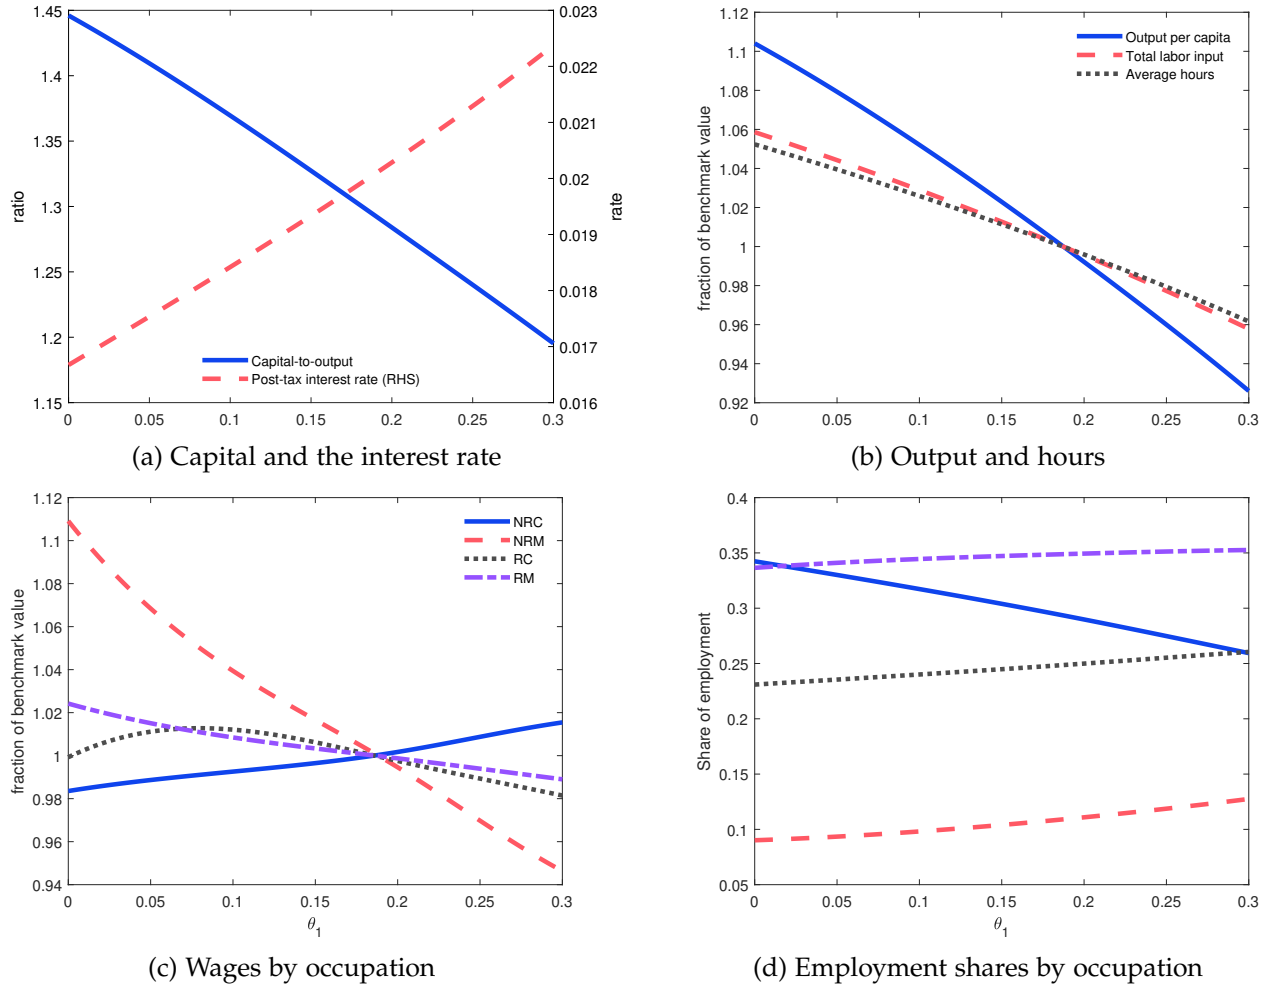 1.45
1.4
1.35
1.3
1.25
1.2
1.15
ratio
0.023
0.022
0.021
0.02
0.019
0.018
0.017
0.016
rate
Capital-to-output
Post-tax interest rate (RHS)
0 0.05 0.1 0.15 0.2 0.25 0.3
(a) Capital and the interest rate
1.12
1.1
1.08
1.06
1.04
1.02
1
0.98
0.96
0.94
0.92
fraction of benchmark value
Output per capita
Total labor input
Average hours
0 0.05 0.1 0.15 0.2 0.25 0.3
(b) Output and hours
1.12
1.1
1.08
1.06
1.04
1.02
1
0.98
0.96
0.94
fraction of benchmark value
NRC
NRM
RC
RM
0 0.05 0.1 0.15 0.2 0.25 0.3
θ1
(c) Wages by occupation
0.4
0.35
0.3
0.25
0.2
0.15
0.1
0.05
Share of employment
0 0.05 0.1 0.15 0.2 0.25 0.3
θ1
(d) Employment shares by occupation